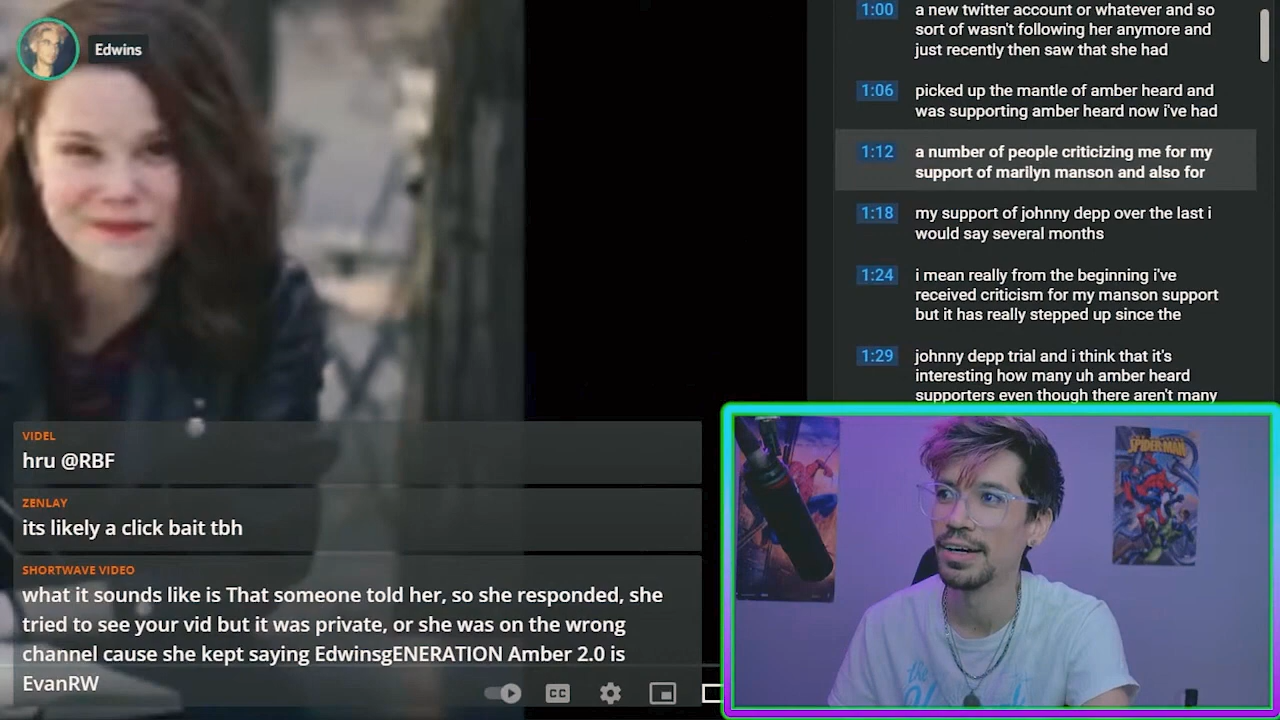 Edwins
1:00
a new twitter account or whatever and so
sort of wasn't following her anymore and
just recently then saw that she had
1:06
picked up the mantle of amber heard and
was supporting amber heard now i've had
1:12
a number of people criticizing me for my
support of marilyn manson and also for
1:18
my support of johnny depp over the last i
would say several months
1:24
i mean really from the beginning i've
received criticism for my manson support
but it has really stepped up since the
1:29
johnny depp trial and i think that it's
interesting how many uh amber heard
supporters even though there aren't many
VIDEL
hru @RBF
ZENLAY
its likely a click bait tbh
SHORTWAVE VIDEO
what it sounds like is That someone told her, so she responded, she
tried to see your vid but it was private, or she was on the wrong
channel cause she kept saying EdwinsgENERATION Amber 2.0 is
EvanRW
CC
SPIDER-MAN
the